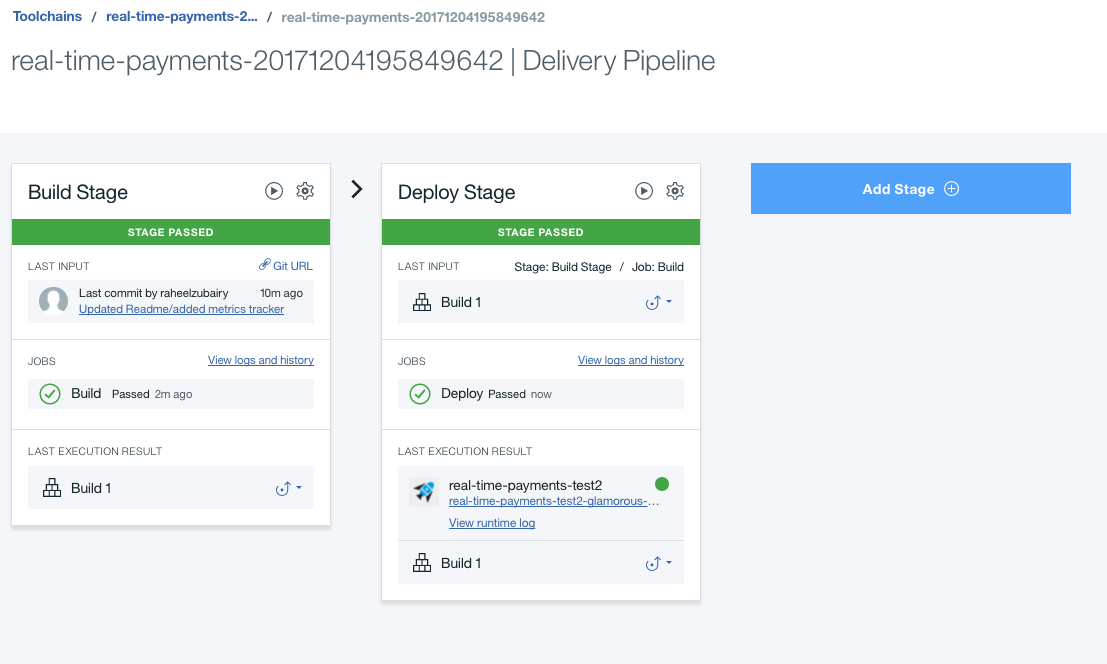 Toolchains / real-time-payments-2... / real-time-payments-20171204195849642
real-time-payments-20171204195849642 | Delivery Pipeline
Build Stage
STAGE PASSED
LAST INPUT Git URL
Last commit by raheelzubairy 10m ago
Updated Readme/added metrics tracker
JOBS View logs and history
Build Passed 2m ago
LAST EXECUTION RESULT
Build 1
Deploy Stage
STAGE PASSED
LAST INPUT Stage: Build Stage / Job: Build
Build 1
JOBS View logs and history
Deploy Passed now
LAST EXECUTION RESULT
real-time-payments-test2
real-time-payments-test2-glamorous-...
View runtime log
Build 1
Add Stage